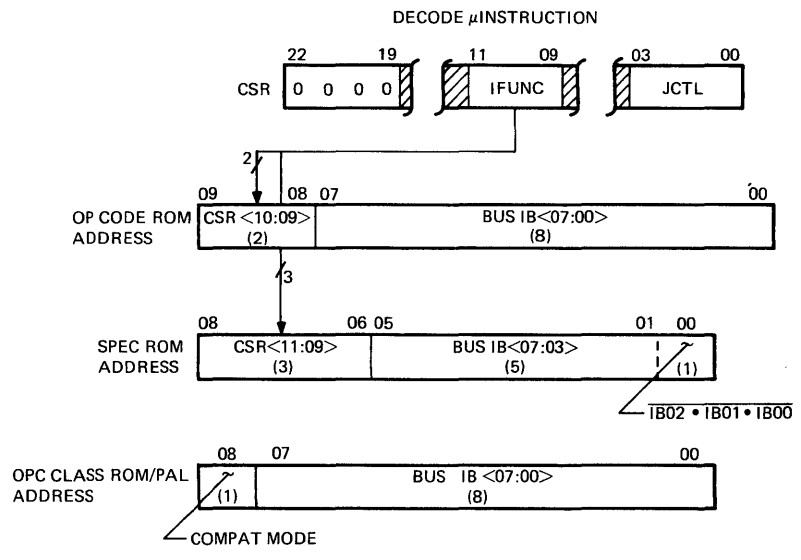 DECODE μINSTRUCTION
22 19 11 09 03 00
CSR 0 0 0 0 IFUNC JCTL
2
09 08 07 00
OP CODE ROM ADDRESS
CSR <10:09> (2)
BUS IB<07:00> (8)
3
08 06 05 01 00
SPEC ROM ADDRESS
CSR<11:09> (3)
BUS IB<07:03> (5)
(1)
IB02 • IB01 • IB00
08 07 00
OPC CLASS ROM/PAL ADDRESS
(1)
BUS IB <07:00> (8)
COMPAT MODE